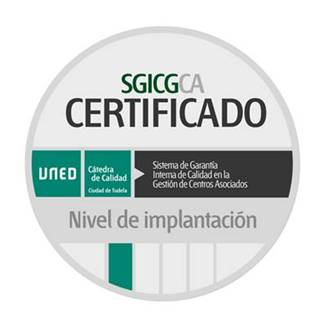 SGICGCA
CERTIFICADO
UNED
Cátedra
de Calidad
Ciudad de Tudela
Sistema de Garantía
Interna de Calidad en la
Gestión de Centros Asociados
Nivel de implantación